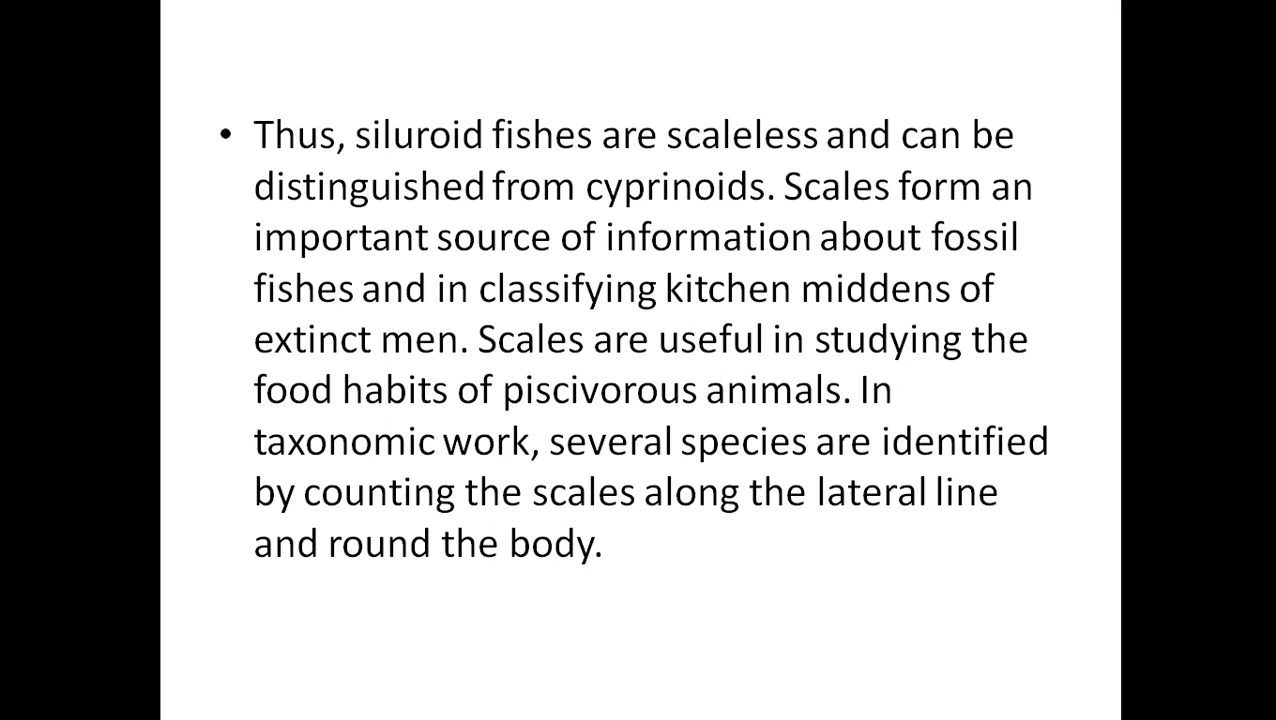 • Thus, siluroid fishes are scaleless and can be
distinguished from cyprinoids. Scales form an
important source of information about fossil
fishes and in classifying kitchen middens of
extinct men. Scales are useful in studying the
food habits of piscivorous animals. In
taxonomic work, several species are identified
by counting the scales along the lateral line
and round the body.